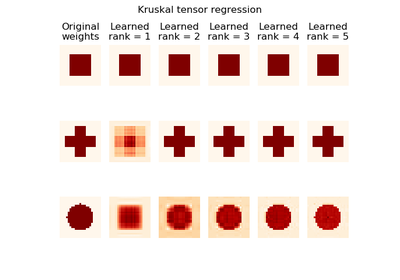 Kruskal tensor regression
Original weights
Learned rank = 1
Learned rank = 2
Learned rank = 3
Learned rank = 4
Learned rank = 5